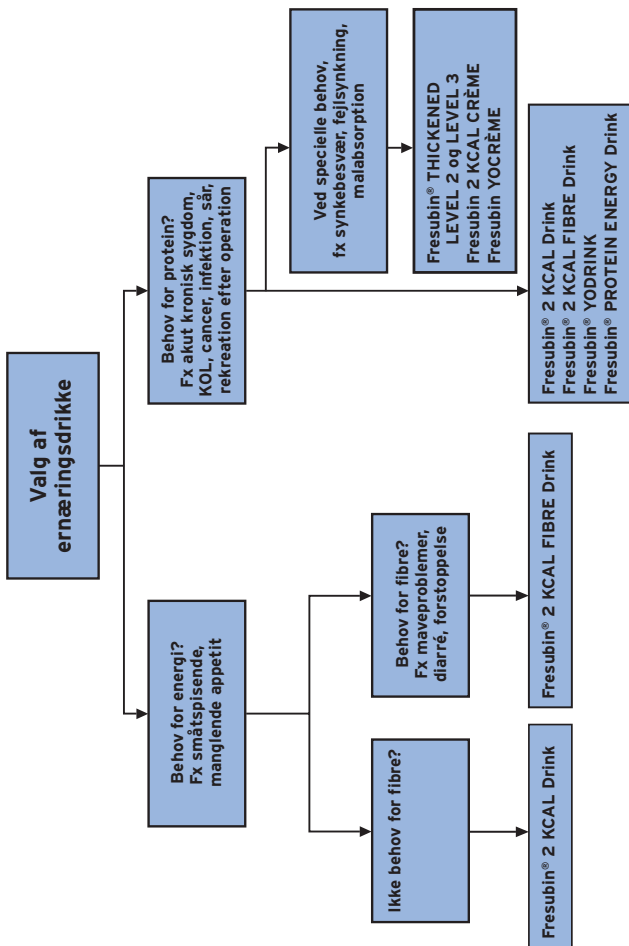 Valg af
ernæringsdrikke
Behov for energi?
Fx småtspisende,
manglende appetit
Behov for protein?
Fx akut kronisk sygdom,
KOL, cancer, infektion, sår,
rekreation efter operation
Ikke behov for fibre?
Behov for fibre?
Fx maveproblemer,
diarré, forstoppelse
Ved specielle behov,
fx synkebesvær, fejlsynkning,
malabsorption
Fresubin® THICKENED
LEVEL 2 og LEVEL 3
Fresubin 2 KCAL CRÈME
Fresubin YOCRÈME
Fresubin® 2 KCAL Drink
Fresubin® 2 KCAL FIBRE Drink
Fresubin® 2 KCAL Drink
Fresubin® 2 KCAL FIBRE Drink
Fresubin® YODRINK
Fresubin® PROTEIN ENERGY Drink